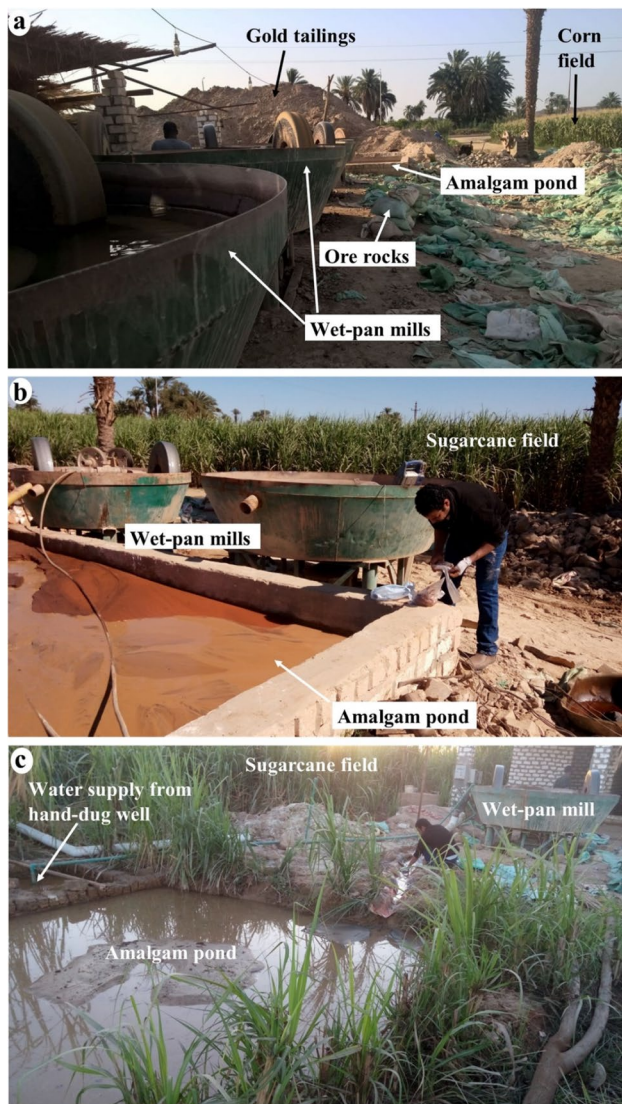 a
Gold tailings
Corn
field
Amalgam pond
Ore rocks
Wet-pan mills
b
Sugarcane field
Wet-pan mills
Amalgam pond
c
Sugarcane field
Water supply from
hand-dug well
Wet-pan mill
Amalgam pond